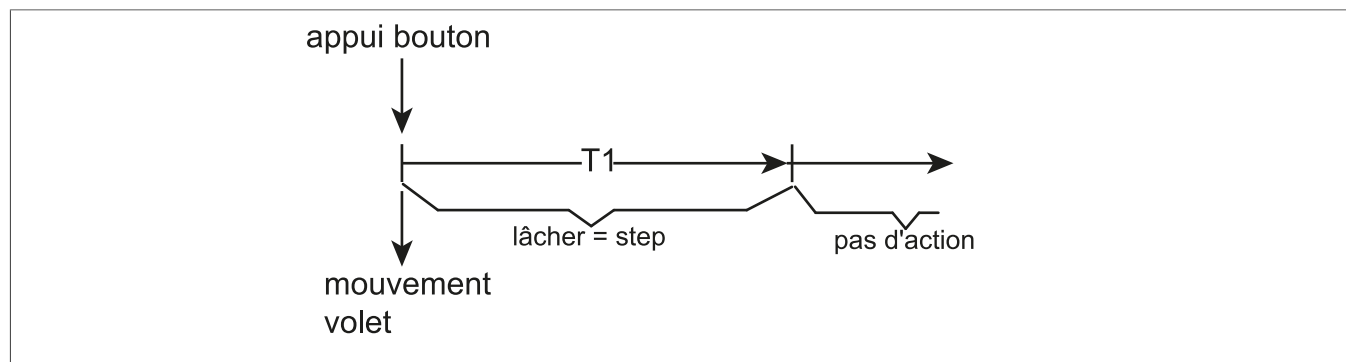 appui bouton
T1
lâcher = step
pas d'action
mouvement
volet